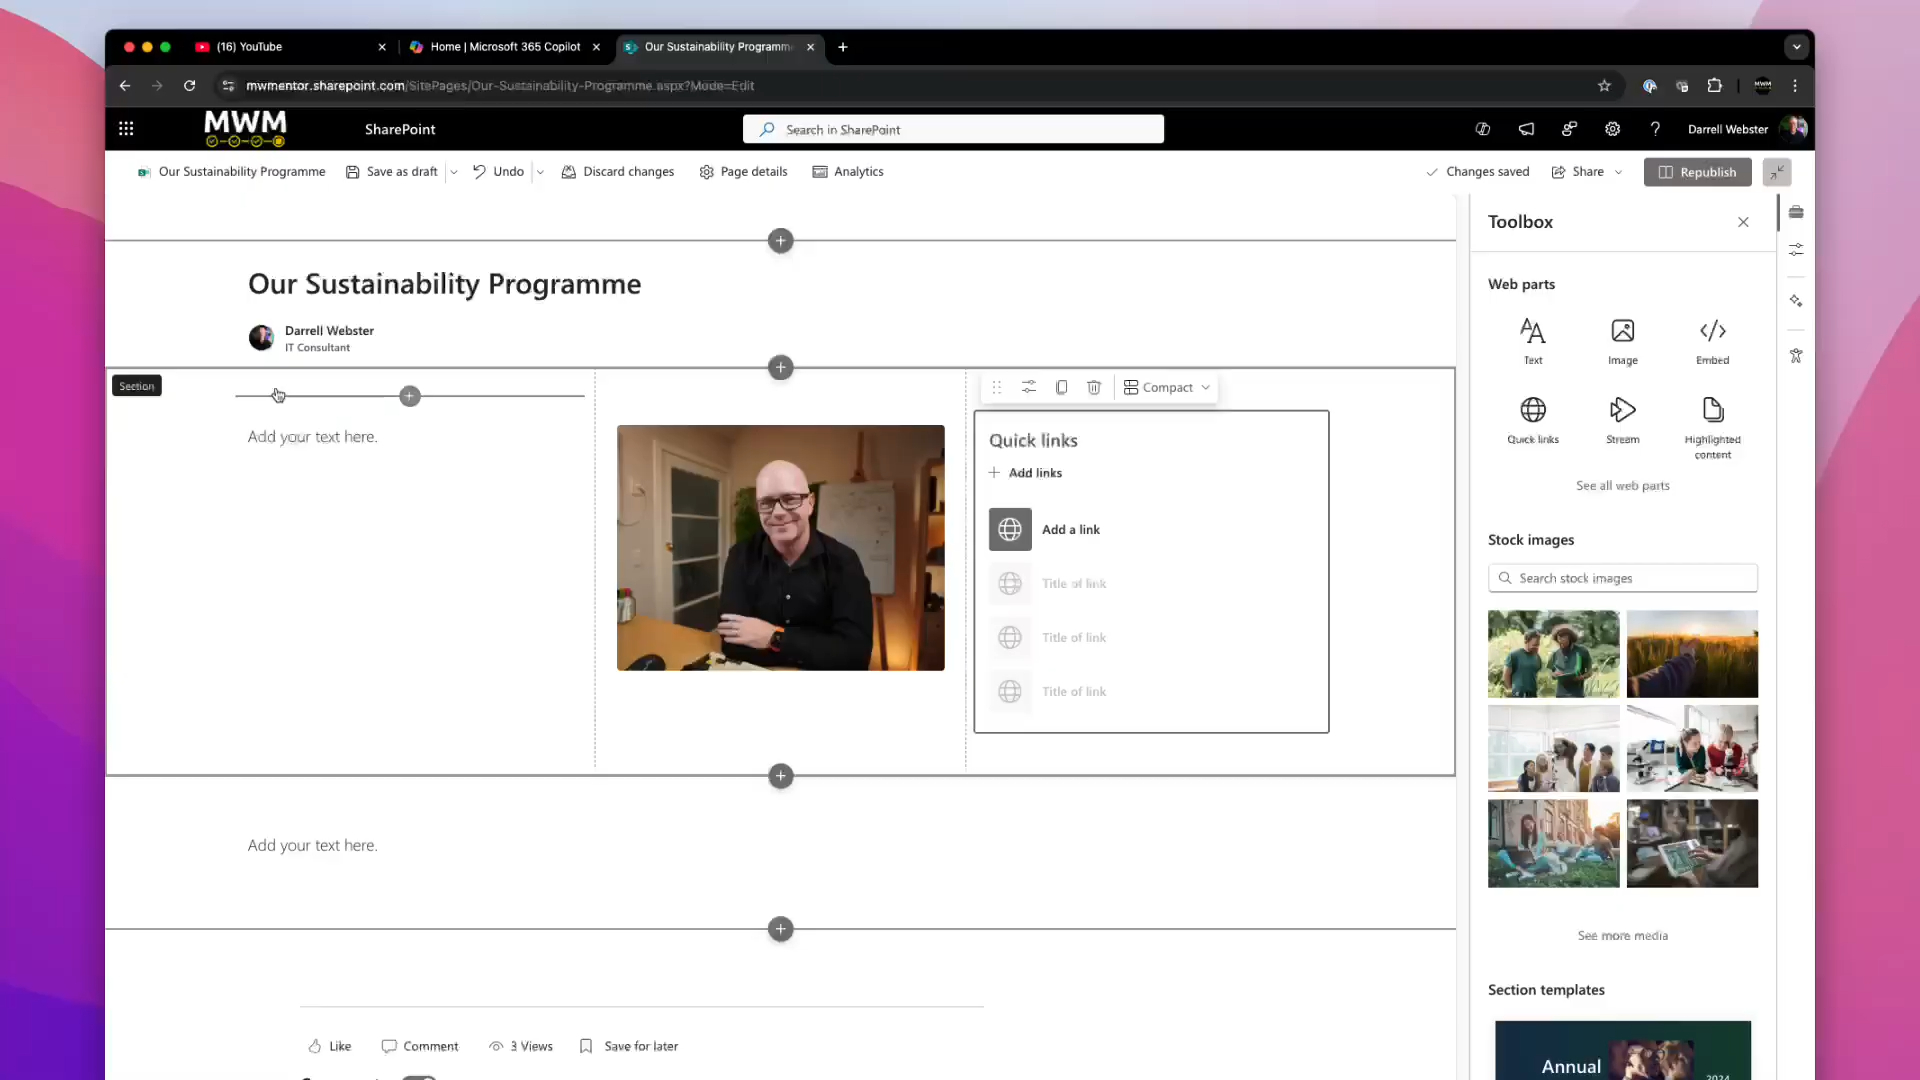 (16) YouTube
Home | Microsoft 365 Copilot
Our Sustainability Programm
mwmentor.sharepoint.com/SitePages/Our-Sustainability-Programme.aspx?Mode=Edit
MWM
SharePoint
Search in SharePoint
Darrell Webster
Our Sustainability Programme
Save as draft
Undo
Discard changes
Page details
Analytics
Changes saved
Share
Republish
Our Sustainability Programme
Darrell Webster
IT Consultant
Section
Add your text here.
Compact
Quick links
Add links
Add a link
Title of link
Title of link
Title of link
Add your text here.
Like
Comment
3 Views
Save for later
Toolbox
Web parts
Text
Image
Embed
Quick links
Stream
Highlighted
content
See all web parts
Stock images
Search stock images
See more media
Section templates
Annual
2024